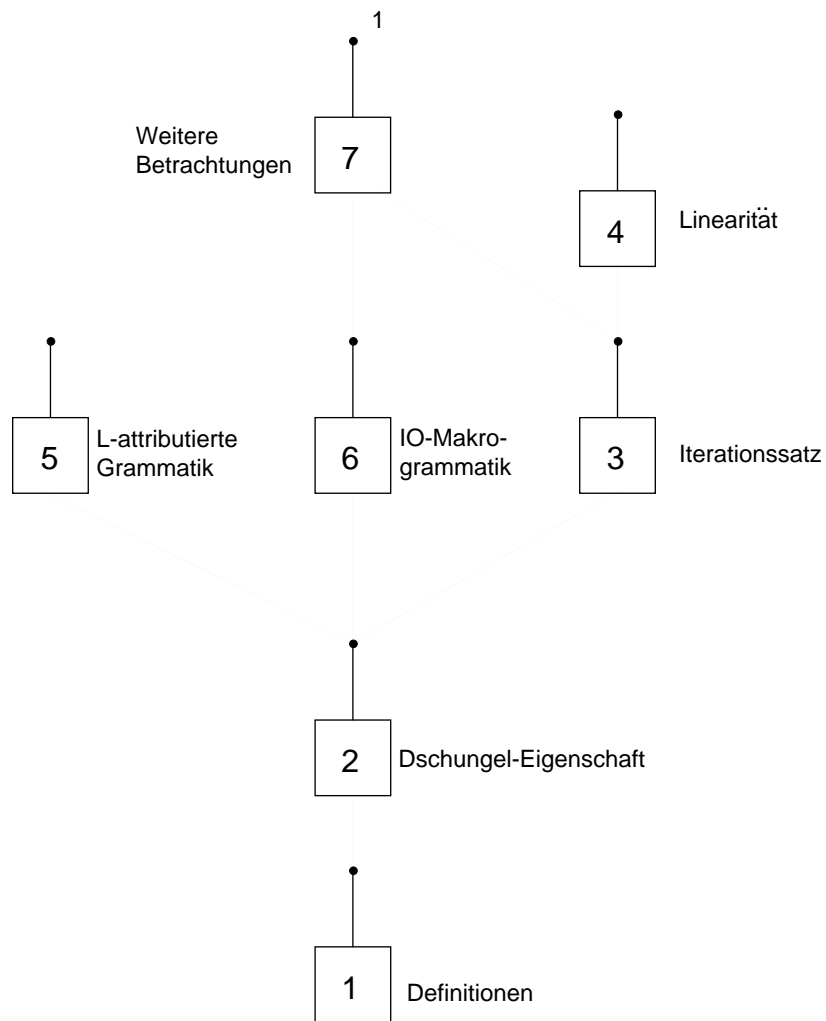 1
Weitere
Betrachtungen
7
4
Linearität
5
L-attributierte
Grammatik
6
IO-Makro-
grammatik
3
Iterationssatz
2
Dschungel-Eigenschaft
1
Definitionen